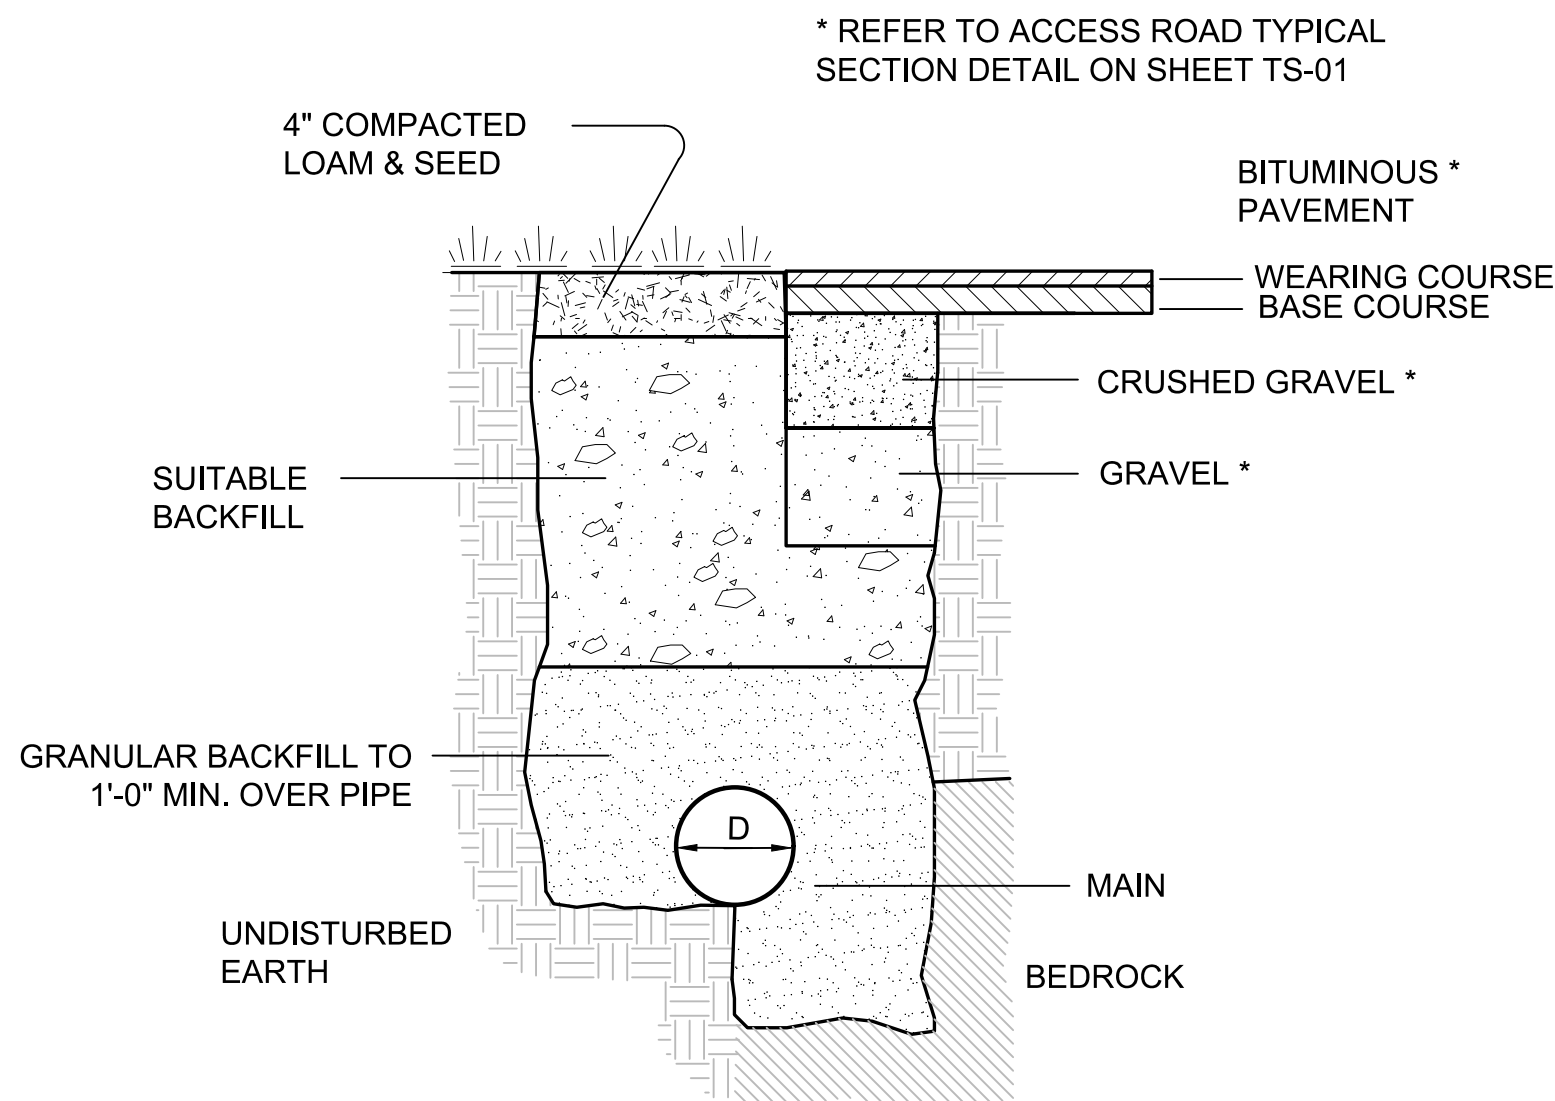 * REFER TO ACCESS ROAD TYPICAL
SECTION DETAIL ON SHEET TS-01
4" COMPACTED
LOAM & SEED
BITUMINOUS *
PAVEMENT
WEARING COURSE
BASE COURSE
CRUSHED GRAVEL *
GRAVEL *
SUITABLE
BACKFILL
GRANULAR BACKFILL TO
1'-0" MIN. OVER PIPE
D
MAIN
UNDISTURBED
EARTH
BEDROCK